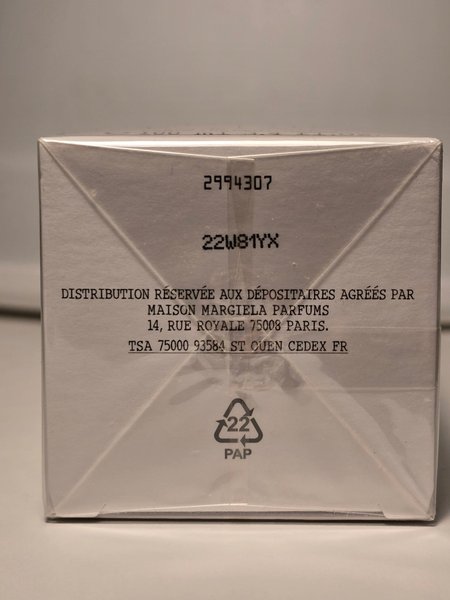 2994307
22W81YX
DISTRIBUTION RÉSERVÉE AUX DÉPOSITAIRES AGRÉÉS PAR
MAISON MARGIELA PARFUMS
14, RUE ROYALE 75008 PARIS.
TSA 75000 93584 ST OUEN CEDEX FR
22
PAP